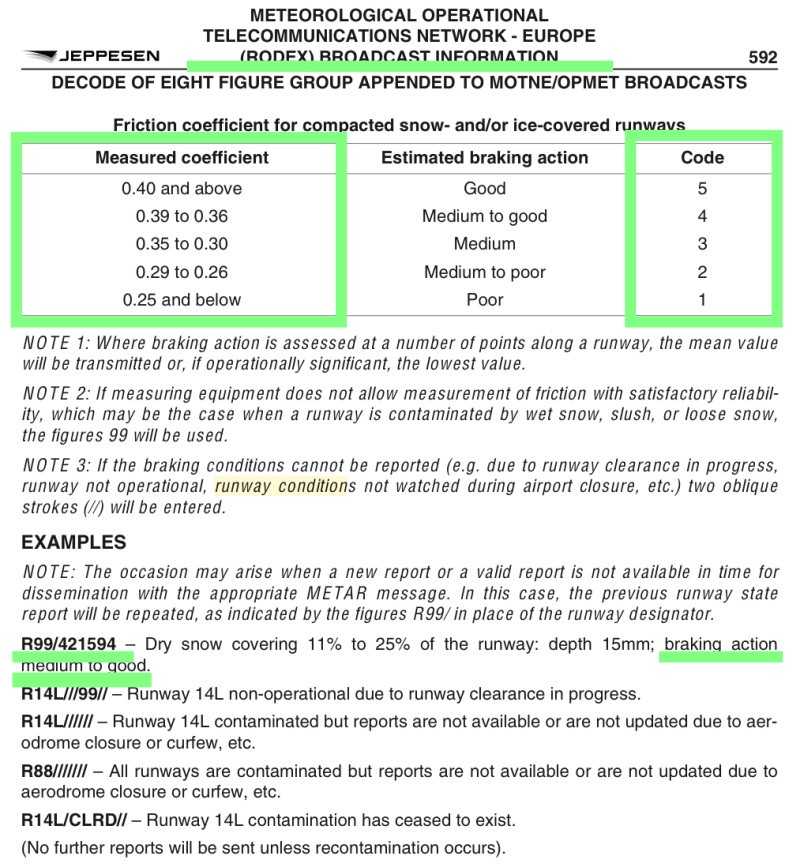 METEOROLOGICAL OPERATIONAL
TELECOMMUNICATIONS NETWORK - EUROPE
JEPPESEN (RODEX) BROADCAST INFORMATION 592
DECODE OF EIGHT FIGURE GROUP APPENDED TO MOTNE/OPMET BROADCASTS
Friction coefficient for compacted snow- and/or ice-covered runways
Measured coefficient Estimated braking action Code
0.40 and above Good 5
0.39 to 0.36 Medium to good 4
0.35 to 0.30 Medium 3
0.29 to 0.26 Medium to poor 2
0.25 and below Poor 1
NOTE 1: Where braking action is assessed at a number of points along a runway, the mean value
will be transmitted or, if operationally significant, the lowest value.
NOTE 2: If measuring equipment does not allow measurement of friction with satisfactory reliabil-
ity, which may be the case when a runway is contaminated by wet snow, slush, or loose snow,
the figures 99 will be used.
NOTE 3: If the braking conditions cannot be reported (e.g. due to runway clearance in progress,
runway not operational, runway conditions not watched during airport closure, etc.) two oblique
strokes (//) will be entered.
EXAMPLES
NOTE: The occasion may arise when a new report or a valid report is not available in time for
dissemination with the appropriate METAR message. In this case, the previous runway state
report will be repeated, as indicated by the figures R99/ in place of the runway designator.
R99/421594 – Dry snow covering 11% to 25% of the runway: depth 15mm; braking action
medium to good.
R14L///99// – Runway 14L non-operational due to runway clearance in progress.
R14L////// – Runway 14L contaminated but reports are not available or are not updated due to aer-
odrome closure or curfew, etc.
R88/////// – All runways are contaminated but reports are not available or are not updated due to
aerodrome closure or curfew, etc.
R14L/CLRD// – Runway 14L contamination has ceased to exist.
(No further reports will be sent unless recontamination occurs).